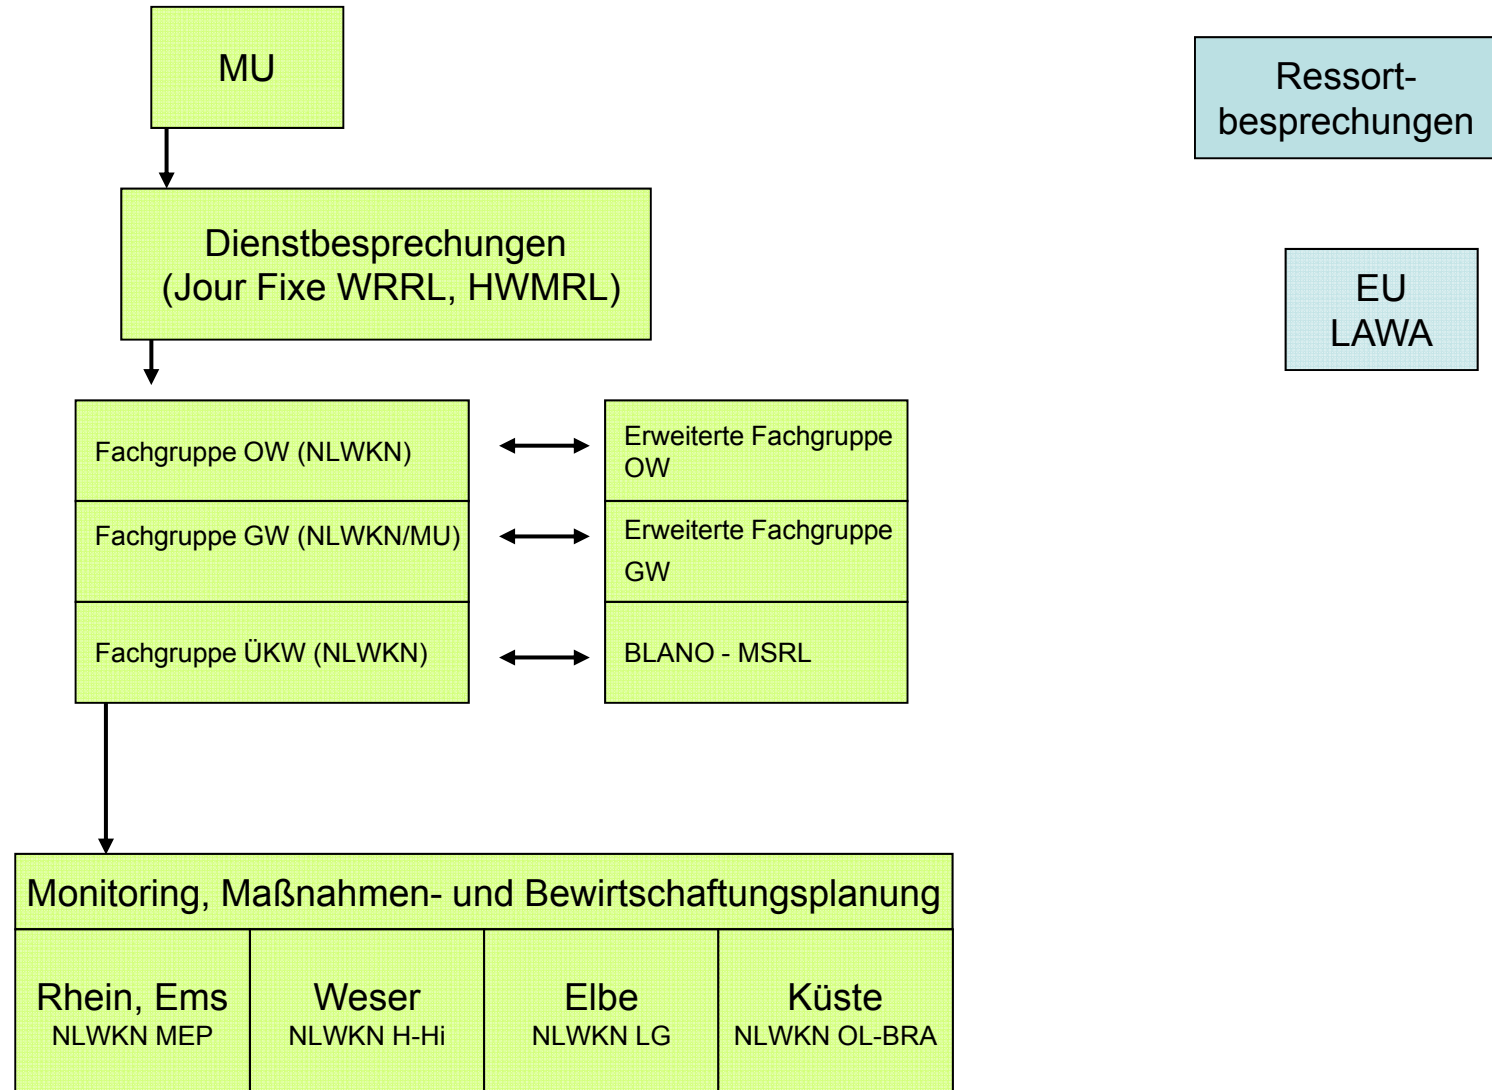 MU
Ressort-
besprechungen
Dienstbesprechungen
(Jour Fixe WRRL, HWMRL)
EU
LAWA
Fachgruppe OW (NLWKN)
Erweiterte Fachgruppe
OW
Fachgruppe GW (NLWKN/MU)
Erweiterte Fachgruppe
GW
Fachgruppe ÜKW (NLWKN)
BLANO - MSRL
Monitoring, Maßnahmen- und Bewirtschaftungsplanung
Rhein, Ems
NLWKN MEP
Weser
NLWKN H-Hi
Elbe
NLWKN LG
Küste
NLWKN OL-BRA